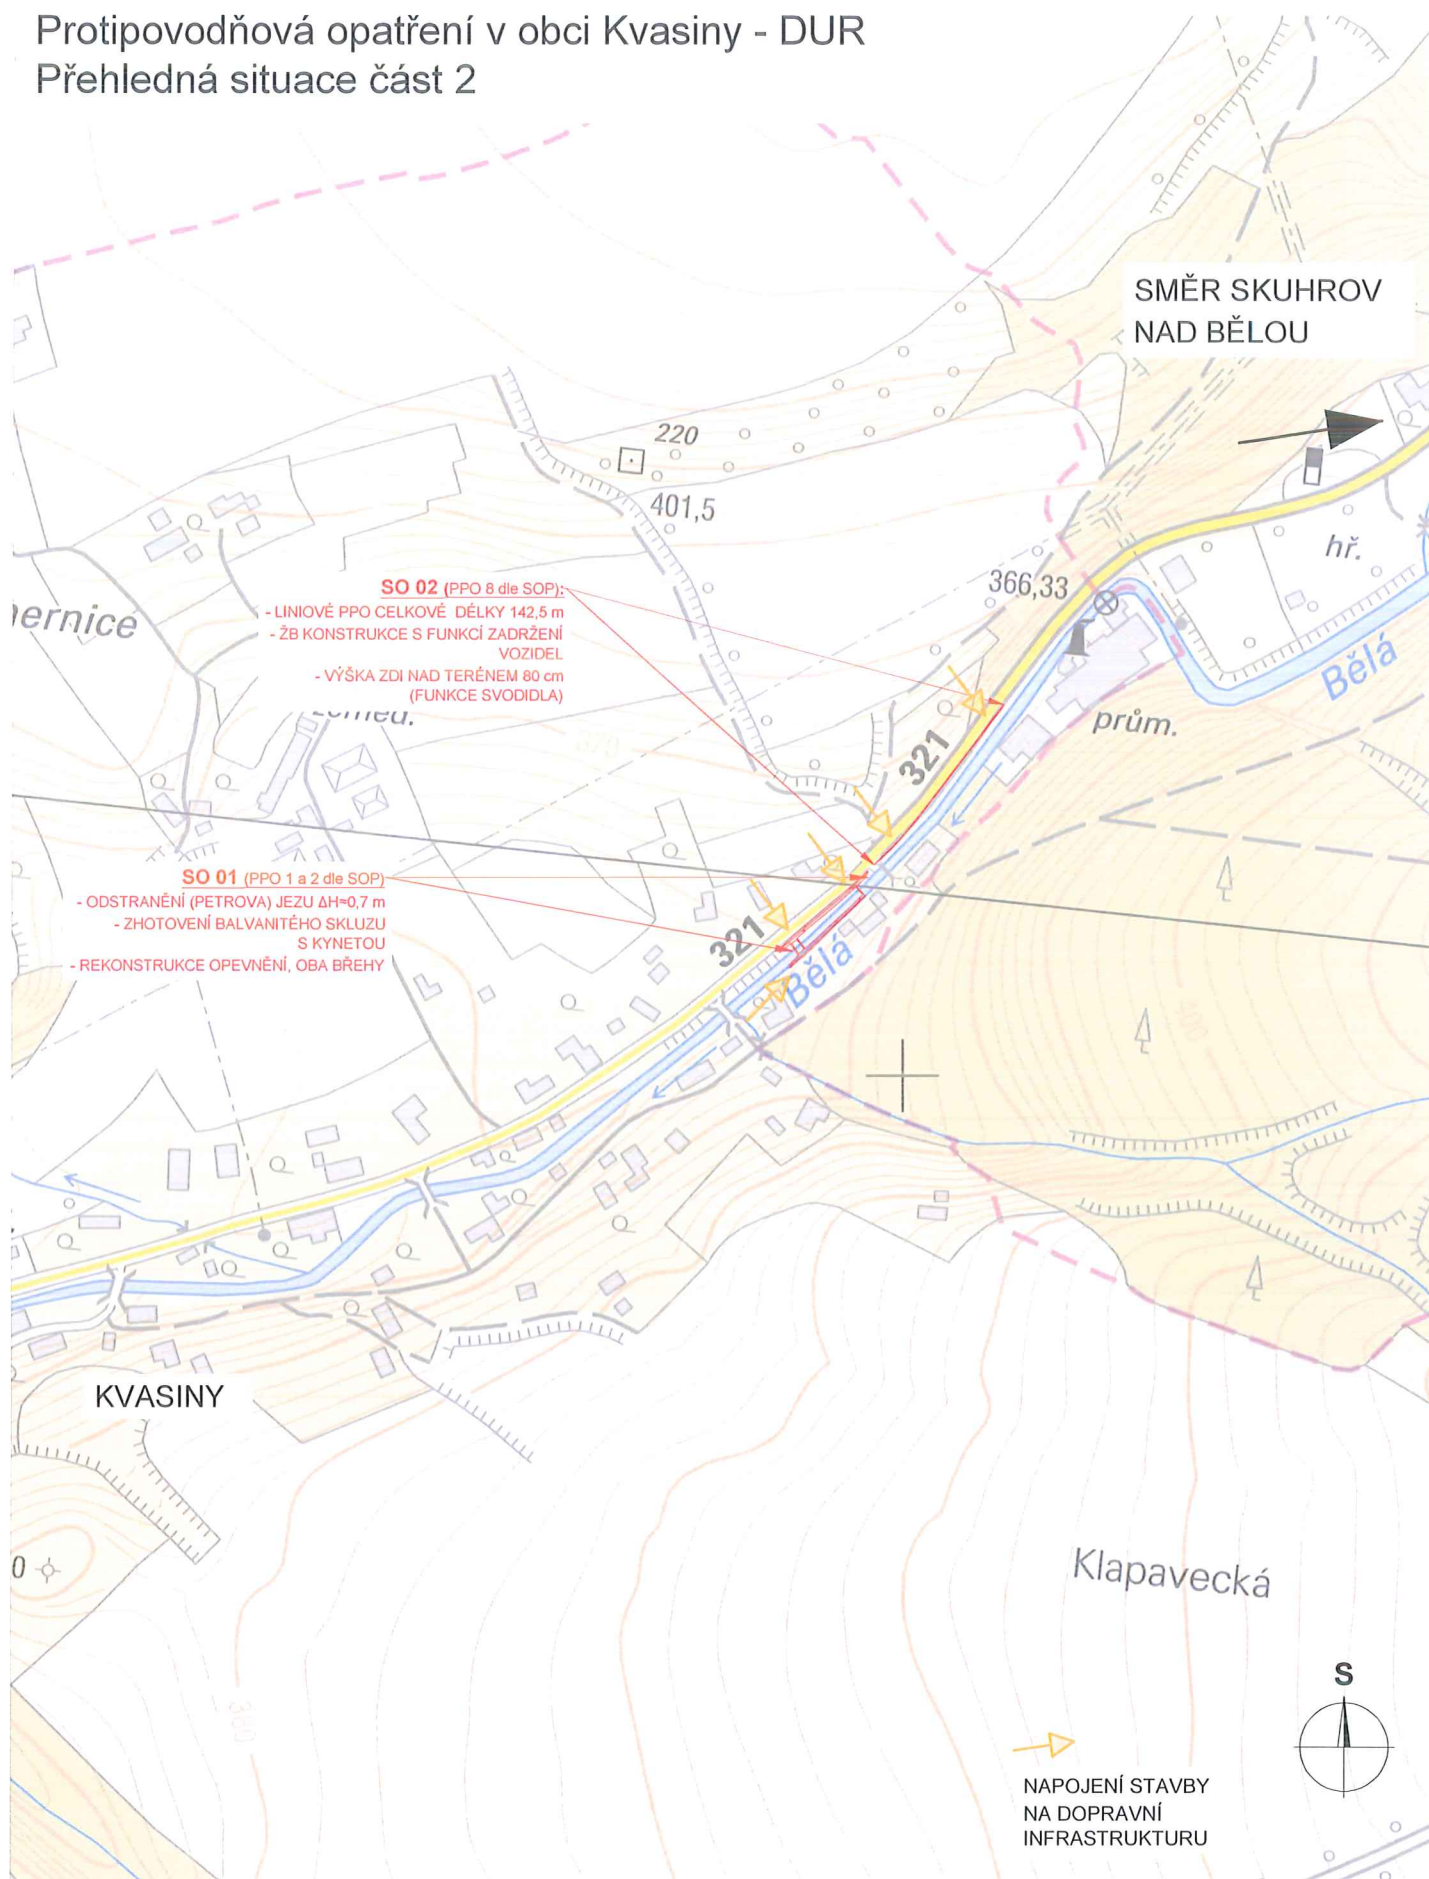 Protipovodňová opatření v obci Kvasiny - DUR
Přehledná situace část 2
SMĚR SKUHROV
NAD BĚLOU
220
401,5
hř.
366,33
SO 02 (PPO 8 dle SOP):
- LINIOVÉ PPO CELKOVÉ DÉLKY 142,5 m
- ŽB KONSTRUKCE S FUNKCÍ ZADRŽENÍ
VOZIDEL
- VÝŠKA ZDI NAD TERÉNEM 80 cm
(FUNKCE SVODIDLA)
ernice
Bělá
prům.
370
321
SO 01 (PPO 1 a 2 dle SOP)
- ODSTRANĚNÍ (PETROVA) JEZU ΔH≈0,7 m
- ZHOTOVENÍ BALVANITÉHO SKLUZU
S KYNETOU
- REKONSTRUKCE OPEVNĚNÍ, OBA BŘEHY
321
Bělá
400
KVASINY
0
Klapavecká
360
S
NAPOJENÍ STAVBY
NA DOPRAVNÍ
INFRASTRUKTURU